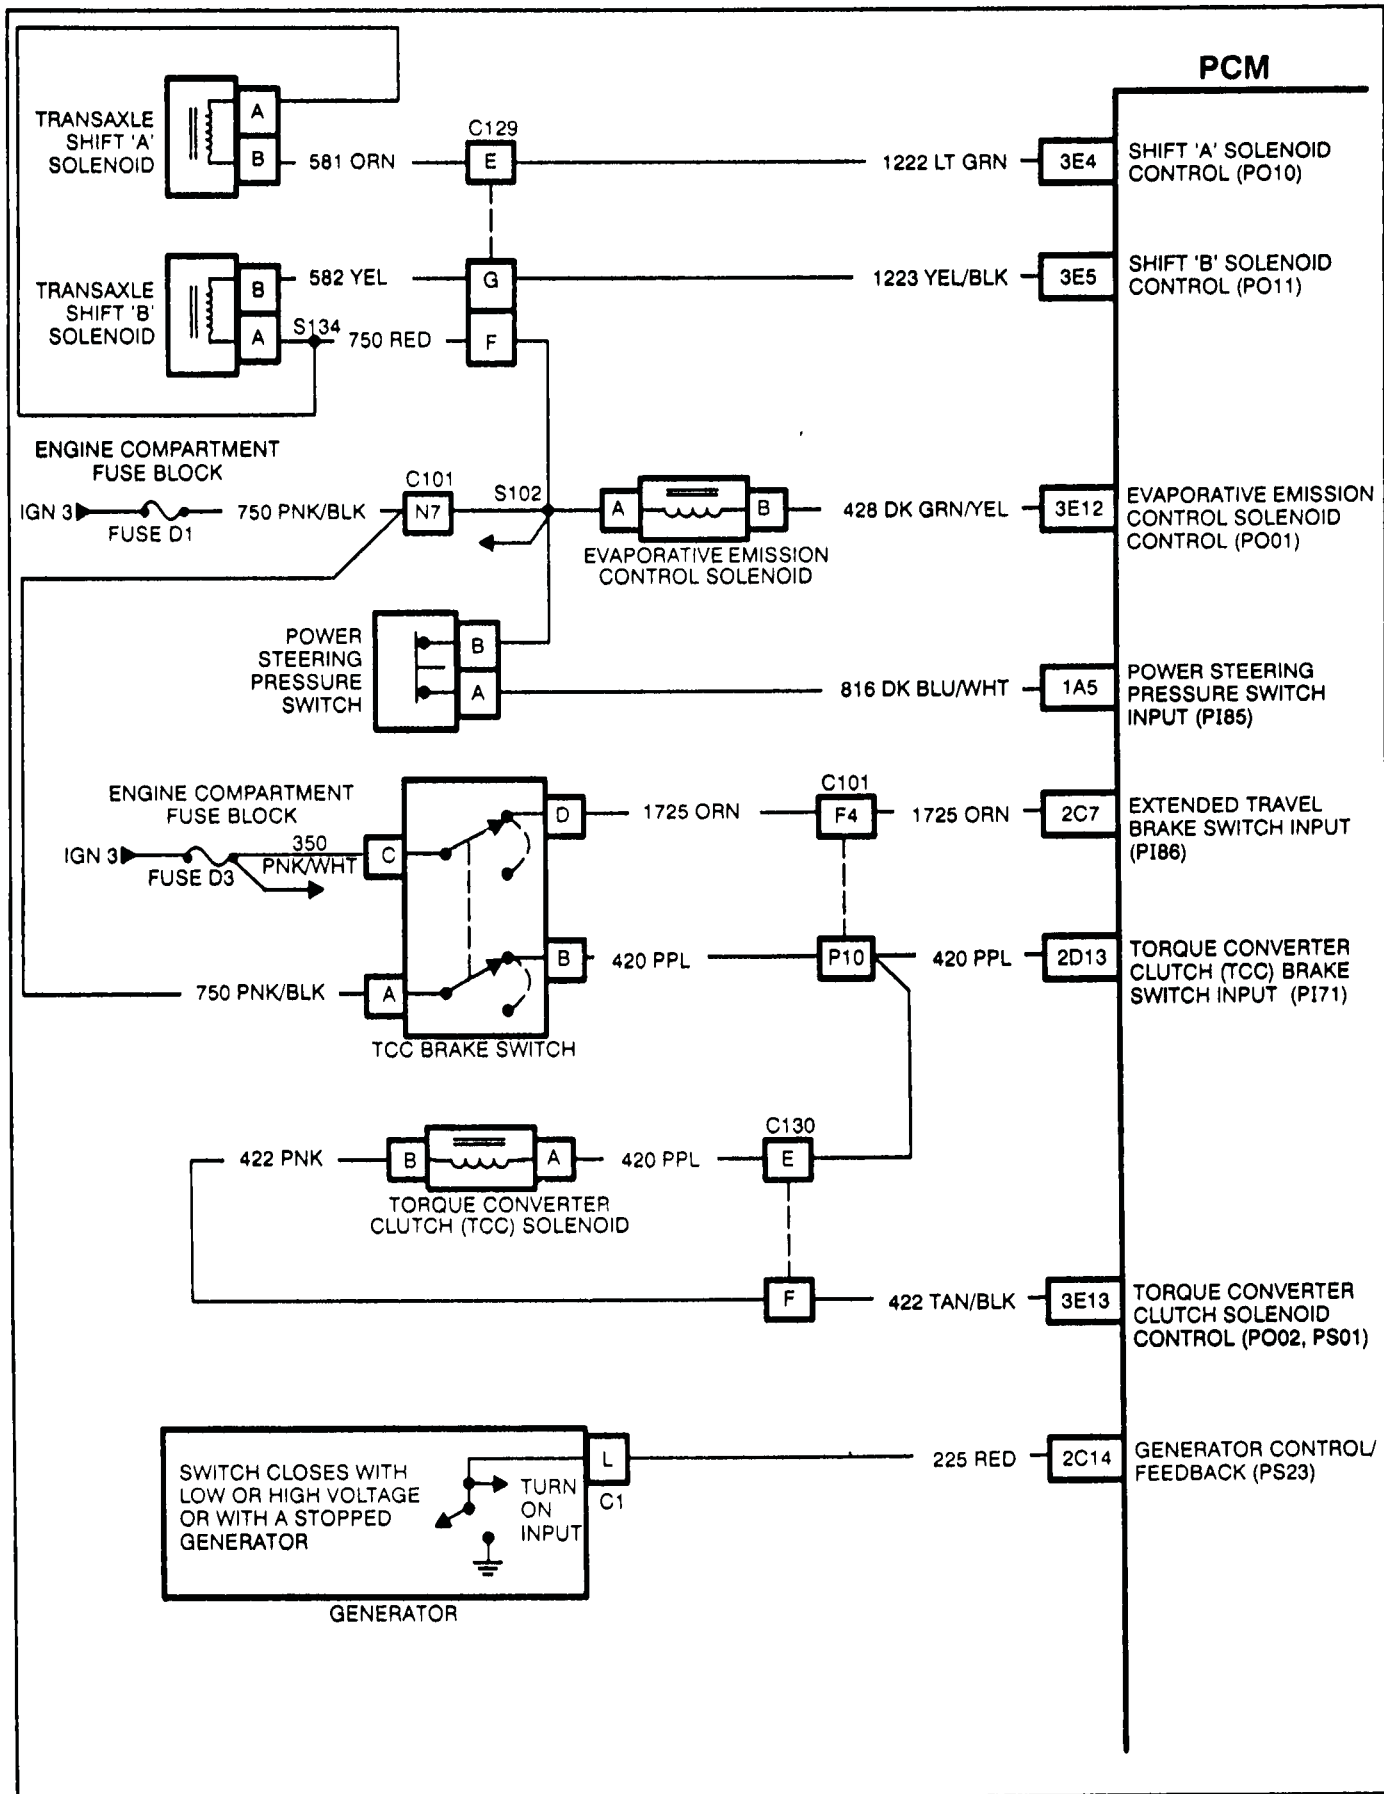 PCM
TRANSAXLE
SHIFT 'A'
SOLENOID
A
B
581 ORN
C129
E
1222 LT GRN
3E4
SHIFT 'A' SOLENOID
CONTROL (PO10)
TRANSAXLE
SHIFT 'B'
SOLENOID
B
A
582 YEL
S134
750 RED
G
F
1223 YEL/BLK
3E5
SHIFT 'B' SOLENOID
CONTROL (PO11)
ENGINE COMPARTMENT
FUSE BLOCK
IGN 3
FUSE D1
750 PNK/BLK
C101
N7
S102
A
B
EVAPORATIVE EMISSION
CONTROL SOLENOID
428 DK GRN/YEL
3E12
EVAPORATIVE EMISSION
CONTROL SOLENOID
CONTROL (PO01)
POWER
STEERING
PRESSURE
SWITCH
B
A
816 DK BLU/WHT
1A5
POWER STEERING
PRESSURE SWITCH
INPUT (PI85)
ENGINE COMPARTMENT
FUSE BLOCK
IGN 3
FUSE D3
350
PNK/WHT
C
D
1725 ORN
C101
F4
1725 ORN
2C7
EXTENDED TRAVEL
BRAKE SWITCH INPUT
(PI86)
750 PNK/BLK
A
B
420 PPL
P10
420 PPL
2D13
TORQUE CONVERTER
CLUTCH (TCC) BRAKE
SWITCH INPUT (PI71)
TCC BRAKE SWITCH
422 PNK
B
A
420 PPL
C130
E
TORQUE CONVERTER
CLUTCH (TCC) SOLENOID
F
422 TAN/BLK
3E13
TORQUE CONVERTER
CLUTCH SOLENOID
CONTROL (PO02, PS01)
SWITCH CLOSES WITH
LOW OR HIGH VOLTAGE
OR WITH A STOPPED
GENERATOR
TURN
ON
INPUT
L
C1
225 RED
2C14
GENERATOR CONTROL/
FEEDBACK (PS23)
GENERATOR